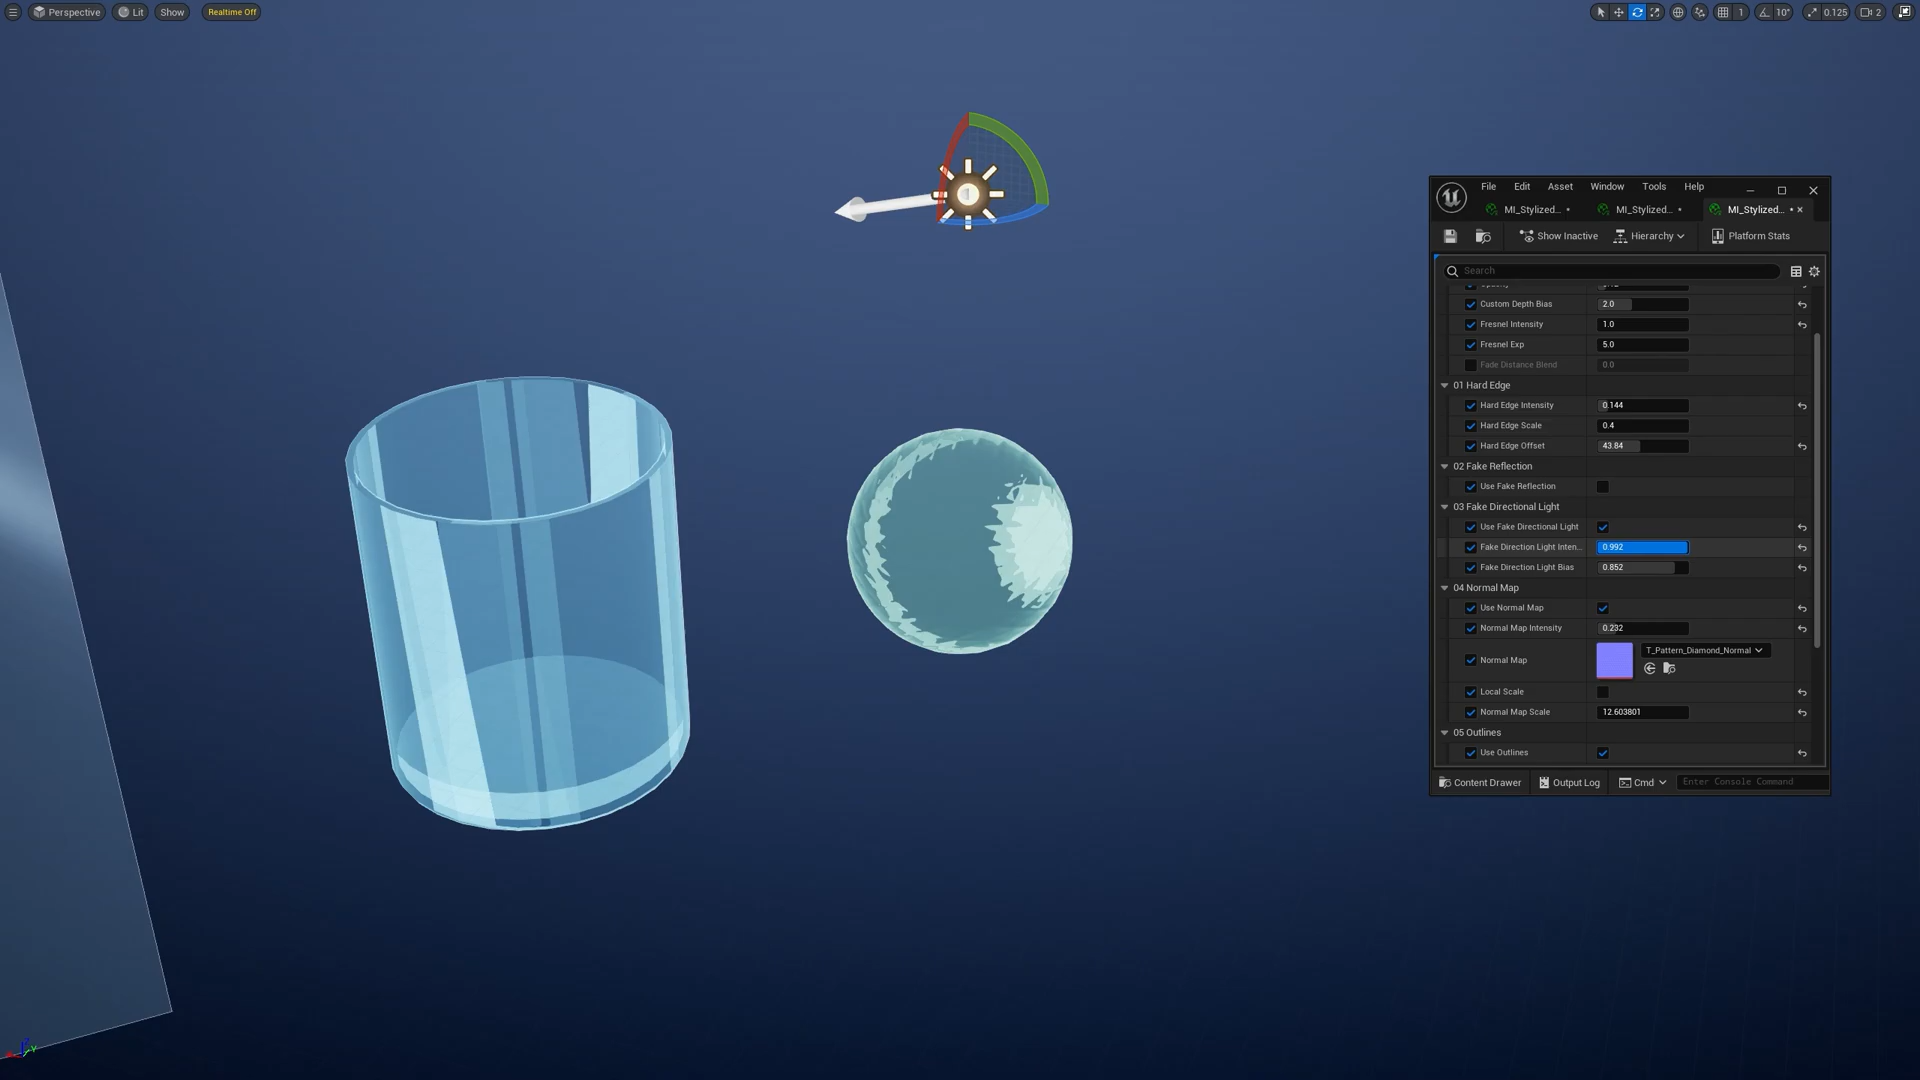 Perspective
Lit
Show
Realtime Off
1
10°
0.125
2
File
Edit
Asset
Window
Tools
Help
MI_Stylized...
MI_Stylized...
MI_Stylized...
Show Inactive
Hierarchy
Platform Stats
Search
Custom Depth Bias 2.0
Fresnel Intensity 1.0
Fresnel Exp 5.0
Fade Distance Blend 0.0
01 Hard Edge
Hard Edge Intensity 0.144
Hard Edge Scale 0.4
Hard Edge Offset 43.84
02 Fake Reflection
Use Fake Reflection
03 Fake Directional Light
Use Fake Directional Light
Fake Direction Light Inten... 0.992
Fake Direction Light Bias 0.852
04 Normal Map
Use Normal Map
Normal Map Intensity 0.232
T_Pattern_Diamond_Normal
Normal Map
Local Scale
Normal Map Scale 12.603801
05 Outlines
Use Outlines
Content Drawer
Output Log
Cmd
Enter Console Command